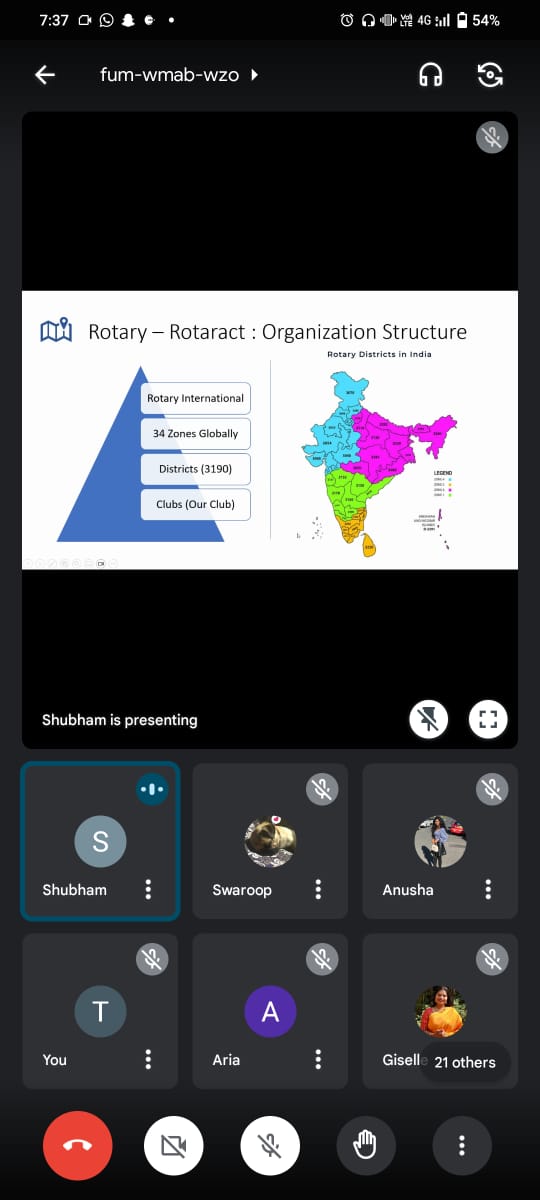 7:37
4G 54%
fum-wmab-wzo
Rotary – Rotaract : Organization Structure
Rotary Districts in India
Rotary International
34 Zones Globally
Districts (3190)
Clubs (Our Club)
LEGEND
Shubham is presenting
S
Shubham
Swaroop
Anusha
T
You
A
Aria
Giselle
21 others